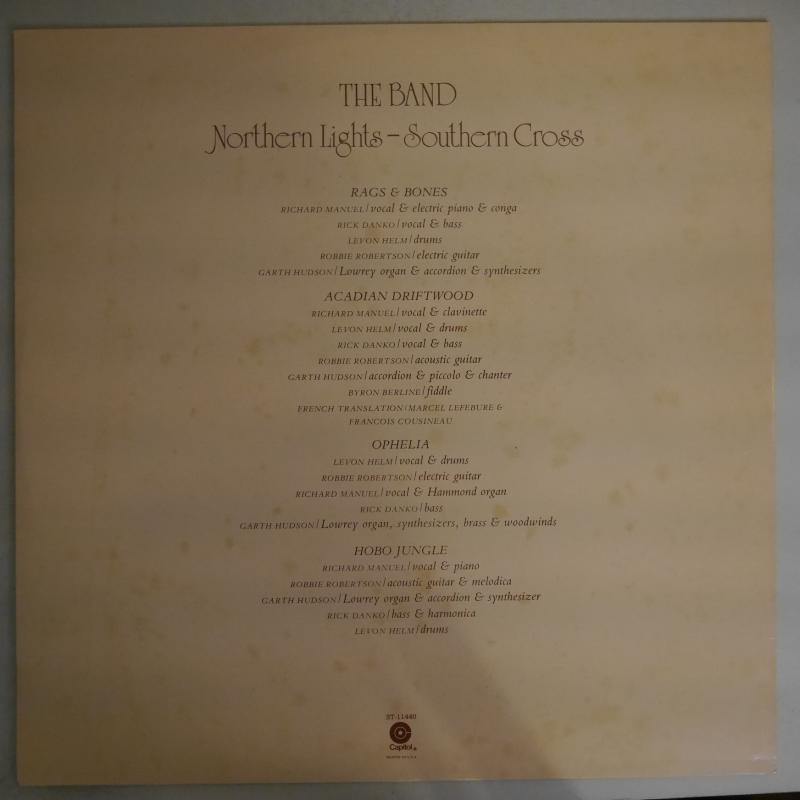 THE BAND
Northern Lights – Southern Cross
RAGS & BONES
RICHARD MANUEL/vocal & electric piano & conga
RICK DANKO/vocal & bass
LEVON HELM/drums
ROBBIE ROBERTSON/electric guitar
GARTH HUDSON/Lowrey organ & accordion & synthesizers
ACADIAN DRIFTWOOD
RICHARD MANUEL/vocal & clavinette
LEVON HELM/vocal & drums
RICK DANKO/vocal & bass
ROBBIE ROBERTSON/acoustic guitar
GARTH HUDSON/accordion & piccolo & chanter
BYRON BERLINE/fiddle
FRENCH TRANSLATION/MARCEL LEFEBURE &
FRANCOIS COUSINEAU
OPHELIA
LEVON HELM/vocal & drums
ROBBIE ROBERTSON/electric guitar
RICHARD MANUEL/vocal & Hammond organ
RICK DANKO/bass
GARTH HUDSON/Lowrey organ, synthesizers, brass & woodwinds
HOBO JUNGLE
RICHARD MANUEL/vocal & piano
ROBBIE ROBERTSON/acoustic guitar & melodica
GARTH HUDSON/Lowrey organ & accordion & synthesizer
RICK DANKO/bass & harmonica
LEVON HELM/drums
ST-11440
Capitol®